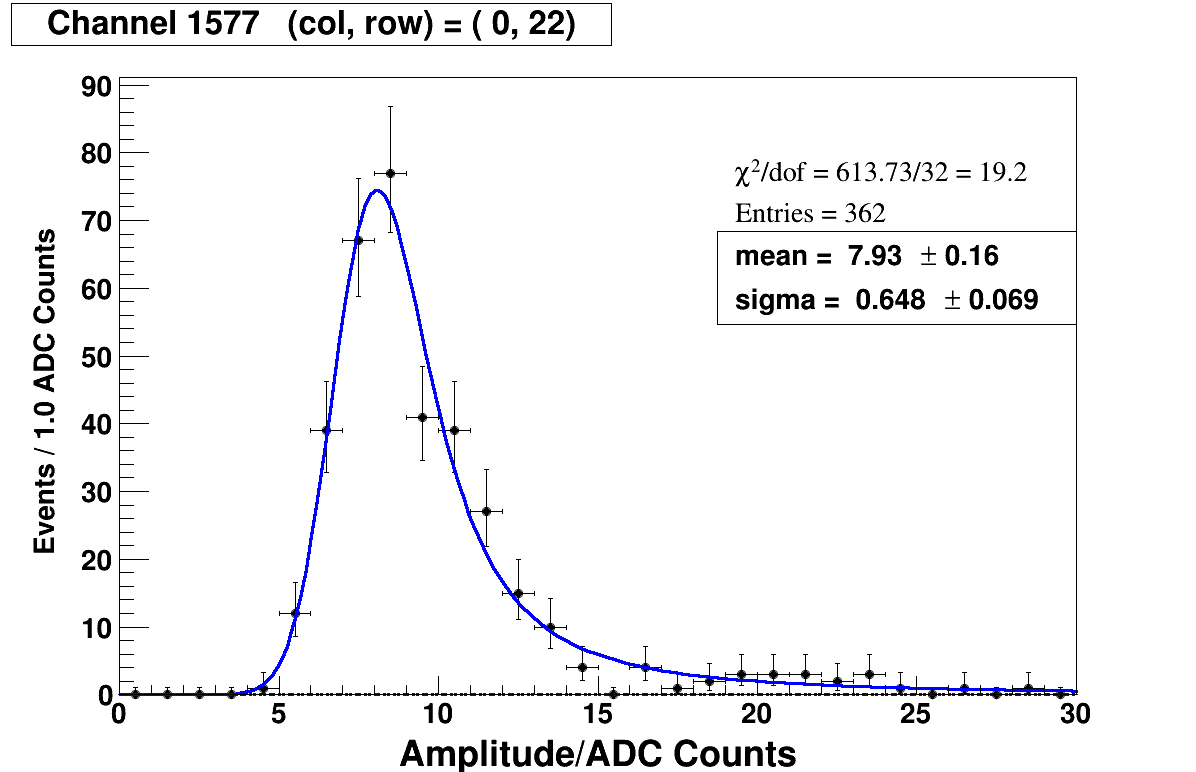 Channel 1577 (col, row) = ( 0, 22)
90
80
70
60
50
40
30
20
10
0
Events / 1.0 ADC Counts
χ²/dof = 613.73/32 = 19.2
Entries = 362
mean = 7.93 ± 0.16
sigma = 0.648 ± 0.069
0 5 10 15 20 25 30
Amplitude/ADC Counts